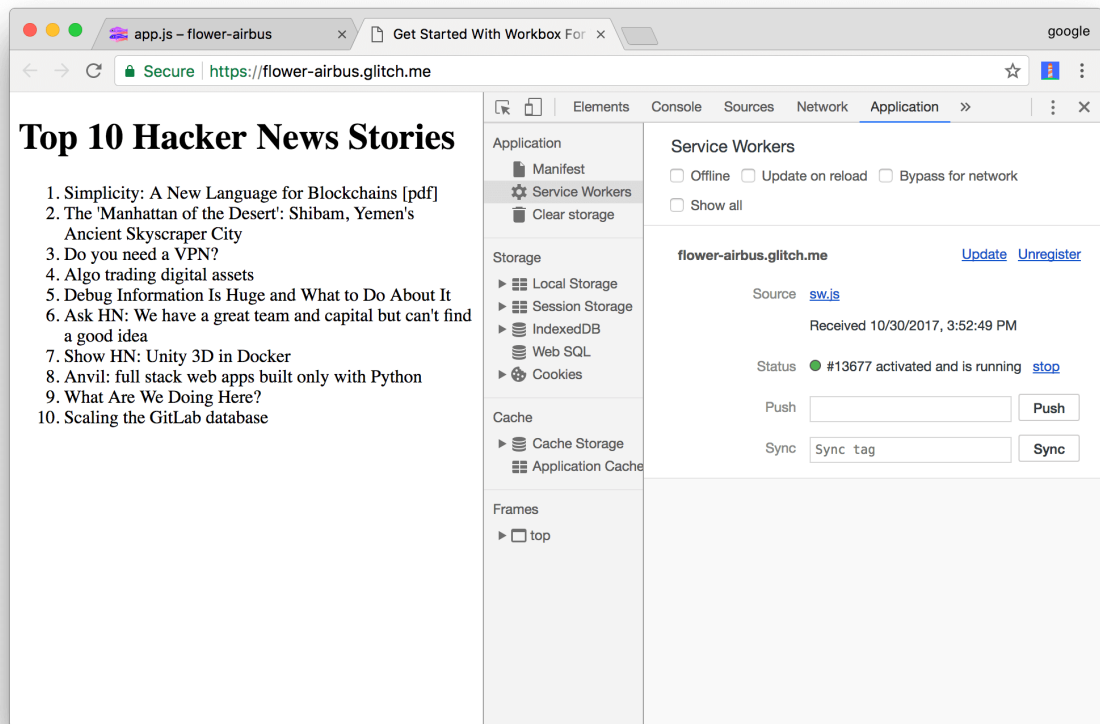 app.js – flower-airbus
Get Started With Workbox For
google
Secure
https://flower-airbus.glitch.me
Top 10 Hacker News Stories
1. Simplicity: A New Language for Blockchains [pdf]
2. The 'Manhattan of the Desert': Shibam, Yemen's
Ancient Skyscraper City
3. Do you need a VPN?
4. Algo trading digital assets
5. Debug Information Is Huge and What to Do About It
6. Ask HN: We have a great team and capital but can't find
a good idea
7. Show HN: Unity 3D in Docker
8. Anvil: full stack web apps built only with Python
9. What Are We Doing Here?
10. Scaling the GitLab database
Elements Console Sources Network Application »
Application
Manifest
Service Workers
Clear storage
Storage
Local Storage
Session Storage
IndexedDB
Web SQL
Cookies
Cache
Cache Storage
Application Cache
Frames
top
Service Workers
Offline Update on reload Bypass for network
Show all
flower-airbus.glitch.me Update Unregister
Source sw.js
Received 10/30/2017, 3:52:49 PM
Status #13677 activated and is running stop
Push Push
Sync Sync tag Sync